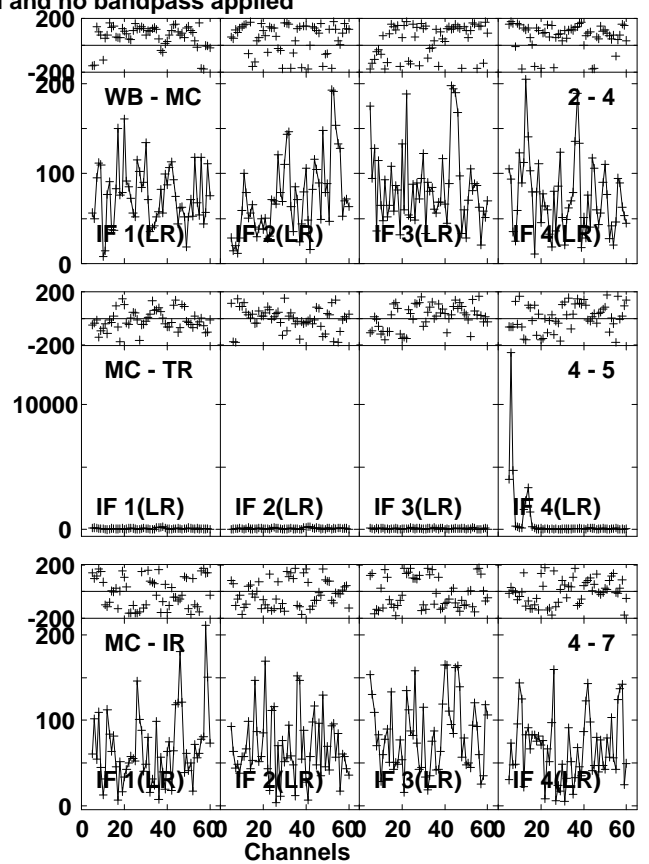 and no bandpass applied
200
-200
200
WB - MC 2 - 4
100
IF 1(LR) IF 2(LR) IF 3(LR) IF 4(LR)
0
200
-200
MC - TR 4 - 5
10000
IF 1(LR) IF 2(LR) IF 3(LR) IF 4(LR)
0
200
-200
200
MC - IR 4 - 7
100
IF 1(LR) IF 2(LR) IF 3(LR) IF 4(LR)
0
0 20 40 60 0 20 40 60 0 20 40 60 0 20 40 60
Channels